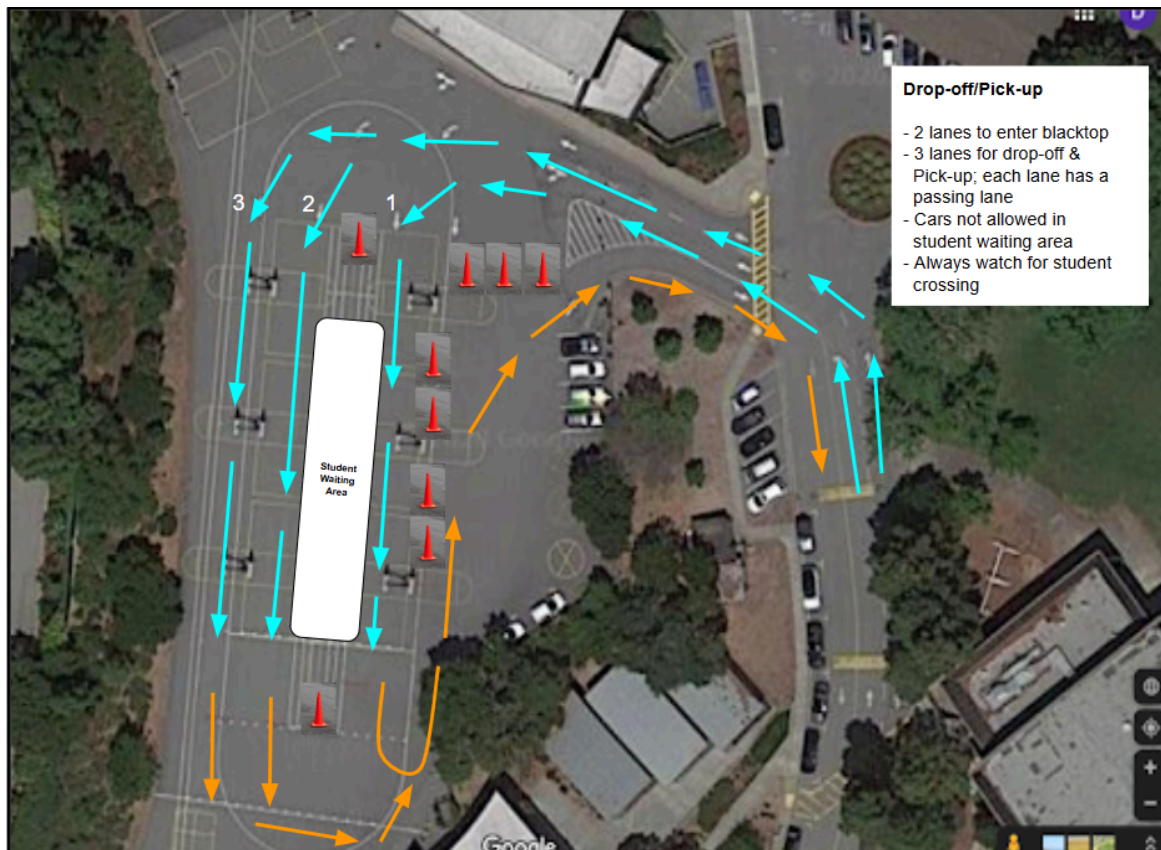 D
© 2020
Drop-off/Pick-up
- 2 lanes to enter blacktop
- 3 lanes for drop-off &
Pick-up; each lane has a
passing lane
- Cars not allowed in
student waiting area
- Always watch for student
crossing
3
2
1
Student
Waiting
Area
Google